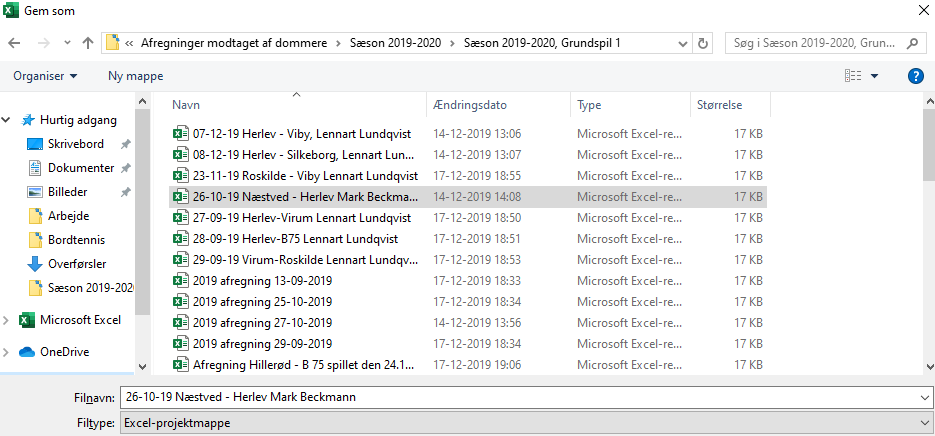 Gem som
« Afregninger modtaget af dommere › Sæson 2019-2020 › Sæson 2019-2020, Grundspil 1
Søg i Sæson 2019-2020, Grun...
Organiser Ny mappe ?
Navn Ændringsdato Type Størrelse
Hurtig adgang
Skrivebord
Dokumenter
Billeder
Arbejde
Bordtennis
Overførsler
Sæson 2019-2020
Microsoft Excel
OneDrive
07-12-19 Herlev - Viby, Lennart Lundqvist 14-12-2019 13:06 Microsoft Excel-re... 17 KB
08-12-19 Herlev - Silkeborg, Lennart Lun... 14-12-2019 13:07 Microsoft Excel-re... 17 KB
23-11-19 Roskilde - Viby Lennart Lundqvist 17-12-2019 18:55 Microsoft Excel-re... 17 KB
26-10-19 Næstved - Herlev Mark Beckma... 14-12-2019 14:08 Microsoft Excel-re... 17 KB
27-09-19 Herlev-Virum Lennart Lundqvist 17-12-2019 18:50 Microsoft Excel-re... 17 KB
28-09-19 Herlev-B75 Lennart Lundqvist 17-12-2019 18:51 Microsoft Excel-re... 17 KB
29-09-19 Virum-Roskilde Lennart Lundqv... 17-12-2019 18:53 Microsoft Excel-re... 17 KB
2019 afregning 13-09-2019 17-12-2019 18:33 Microsoft Excel-re... 17 KB
2019 afregning 25-10-2019 17-12-2019 18:34 Microsoft Excel-re... 17 KB
2019 afregning 27-10-2019 14-12-2019 13:56 Microsoft Excel-re... 17 KB
2019 afregning 29-09-2019 17-12-2019 18:34 Microsoft Excel-re... 17 KB
Afregning Hillerød - B 75 spillet den 24.1... 17-12-2019 19:06 Microsoft Excel-re... 17 KB
Filnavn: 26-10-19 Næstved - Herlev Mark Beckmann
Filtype: Excel-projektmappe